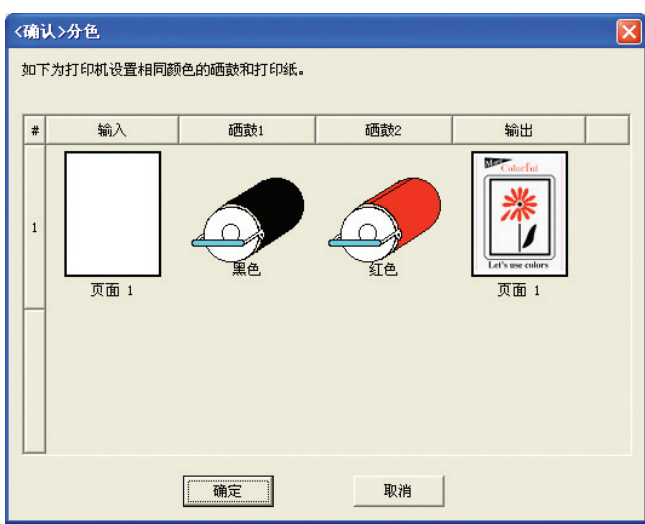 <确认>分色
如下为打印机设置相同颜色的硒鼓和打印纸。
# 输入 硒鼓1 硒鼓2 输出
1
Colorful
Let's use colors
黑色 红色
页面 1 页面 1
确定 取消